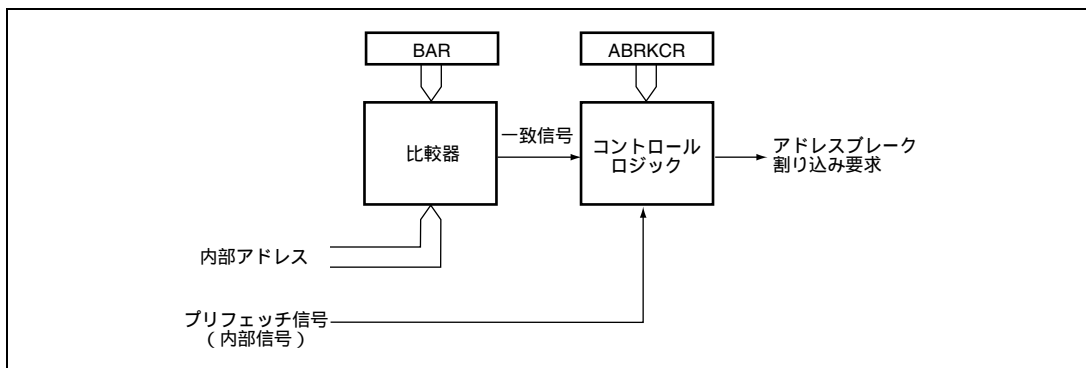 BAR
ABRKCR
比較器
一致信号
コントロール
ロジック
アドレスブレーク
割り込み要求
内部アドレス
プリフェッチ信号
(内部信号)